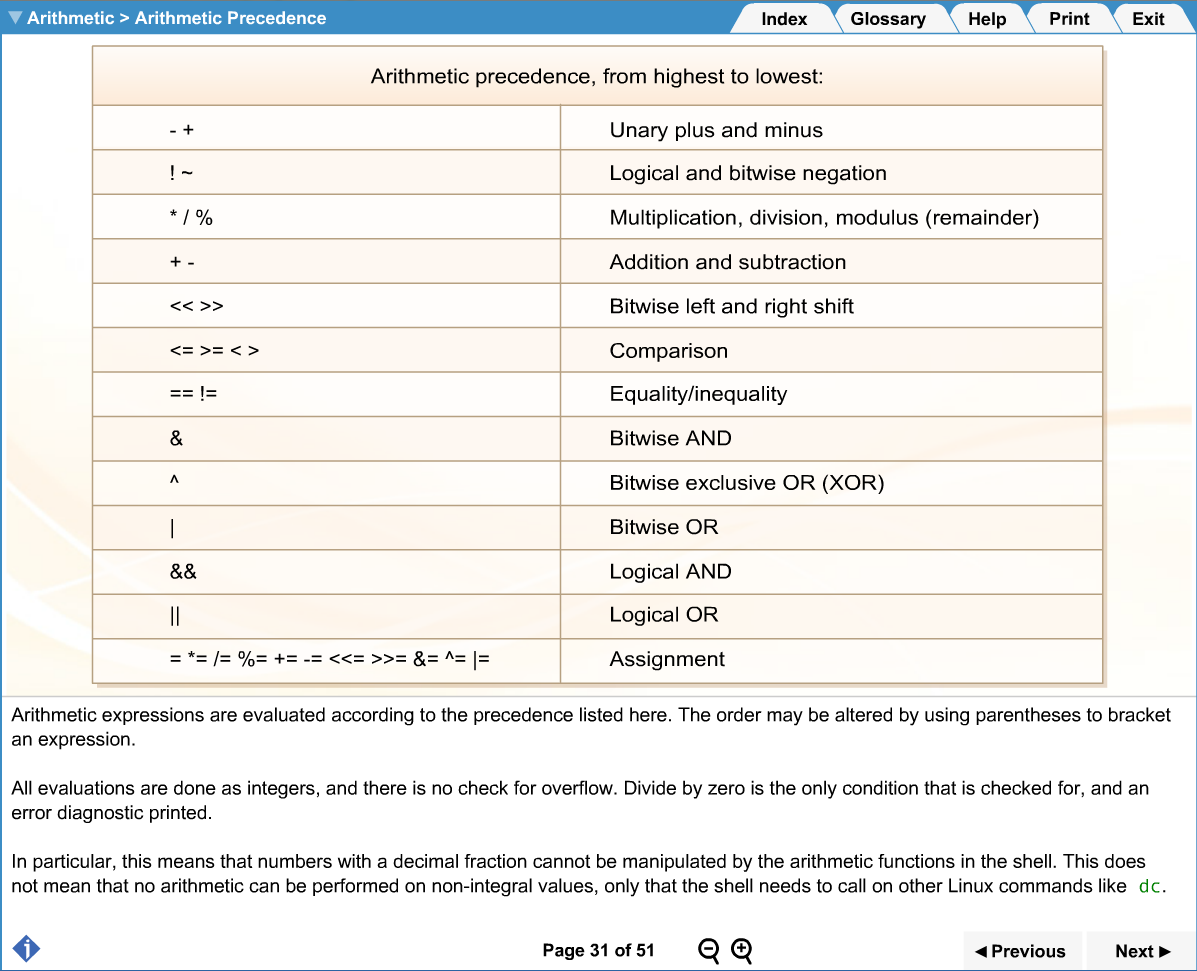 Arithmetic > Arithmetic Precedence
Index Glossary Help Print Exit
Arithmetic precedence, from highest to lowest:
- + Unary plus and minus
! ~ Logical and bitwise negation
* / % Multiplication, division, modulus (remainder)
+ - Addition and subtraction
<< >> Bitwise left and right shift
<= >= < > Comparison
== != Equality/inequality
& Bitwise AND
^ Bitwise exclusive OR (XOR)
| Bitwise OR
&& Logical AND
|| Logical OR
= *= /= %= += -= <<= >>= &= ^= |= Assignment
Arithmetic expressions are evaluated according to the precedence listed here. The order may be altered by using parentheses to bracket
an expression.
All evaluations are done as integers, and there is no check for overflow. Divide by zero is the only condition that is checked for, and an
error diagnostic printed.
In particular, this means that numbers with a decimal fraction cannot be manipulated by the arithmetic functions in the shell. This does
not mean that no arithmetic can be performed on non-integral values, only that the shell needs to call on other Linux commands like dc.
Page 31 of 51
Previous
Next